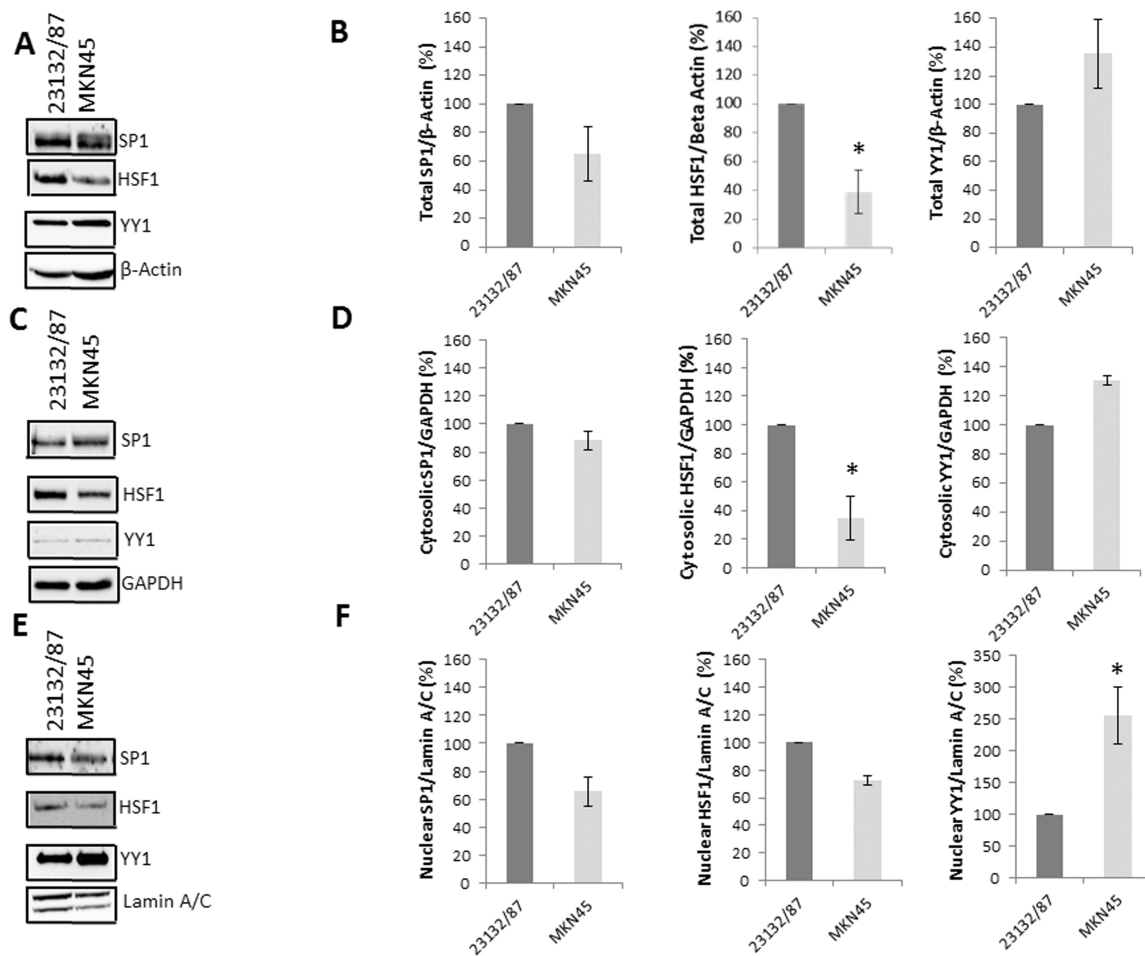 A
23132/87
MKN45
SP1
HSF1
YY1
β-Actin
B
Total SP1/β-Actin (%)
160
140
120
100
80
60
40
20
0
23132/87
MKN45
Total HSF1/Beta Actin (%)
160
140
120
100
80
60
40
20
0
*
23132/87
MKN45
Total YY1/β-Actin (%)
160
140
120
100
80
60
40
20
0
23132/87
MKN45
C
23132/87
MKN45
SP1
HSF1
YY1
GAPDH
D
Cytosolic SP1/GAPDH (%)
160
140
120
100
80
60
40
20
0
23132/87
MKN45
Cytosolic HSF1/GAPDH (%)
160
140
120
100
80
60
40
20
0
*
23132/87
MKN45
Cytosolic YY1/GAPDH (%)
160
140
120
100
80
60
40
20
0
23132/87
MKN45
E
23132/87
MKN45
SP1
HSF1
YY1
Lamin A/C
F
Nuclear SP1/Lamin A/C (%)
160
140
120
100
80
60
40
20
0
23132/87
MKN45
Nuclear HSF1/Lamin A/C (%)
160
140
120
100
80
60
40
20
0
23132/87
MKN45
Nuclear YY1/Lamin A/C (%)
350
300
250
200
150
100
50
0
*
23132/87
MKN45